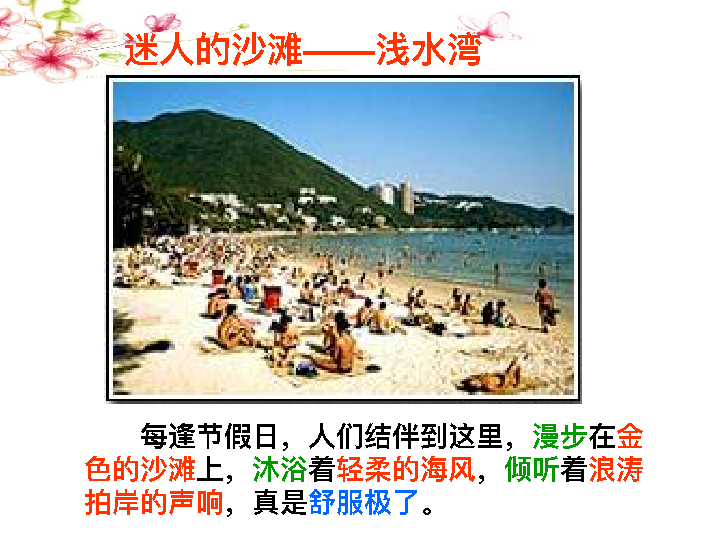 迷人的沙滩——浅水湾
每逢节假日，人们结伴到这里，漫步在金
色的沙滩上，沐浴着轻柔的海风，倾听着浪涛
拍岸的声响，真是舒服极了。